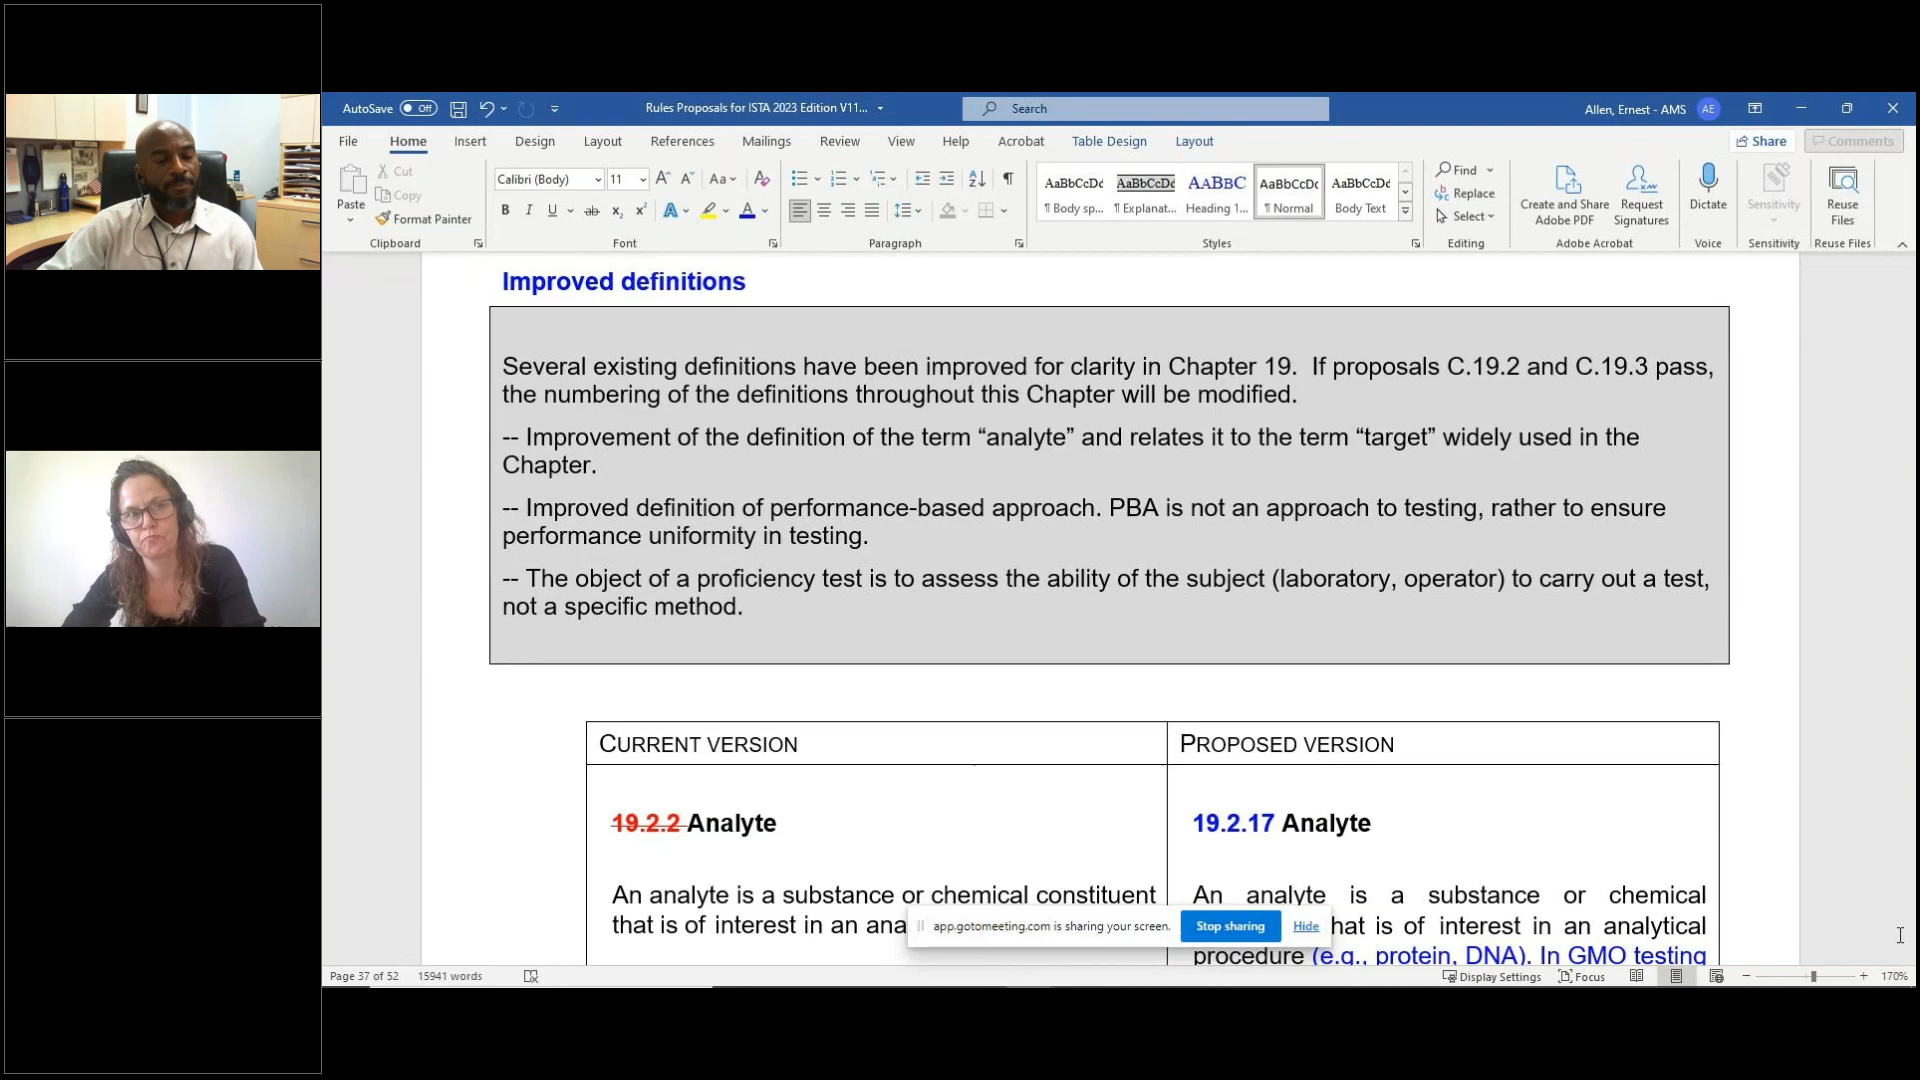 AutoSave Off
Rules Proposals for ISTA 2023 Edition V11...
Search
Allen, Ernest - AMS AE
File Home Insert Design Layout References Mailings Review View Help Acrobat Table Design Layout
Share Comments
Paste
Cut
Copy
Format Painter
Clipboard
Calibri (Body) 11
Font
Paragraph
AaBbCcDc AaBbCcDc AABBC AaBbCcDc AaBbCcDc
¶ Body sp... ¶ Explanat... Heading 1... ¶ Normal Body Text
Styles
Find
Replace
Select
Editing
Create and Share
Adobe PDF
Request
Signatures
Adobe Acrobat
Dictate
Voice
Sensitivity
Sensitivity
Reuse
Files
Reuse Files
Improved definitions
Several existing definitions have been improved for clarity in Chapter 19. If proposals C.19.2 and C.19.3 pass,
the numbering of the definitions throughout this Chapter will be modified.
-- Improvement of the definition of the term “analyte” and relates it to the term “target” widely used in the
Chapter.
-- Improved definition of performance-based approach. PBA is not an approach to testing, rather to ensure
performance uniformity in testing.
-- The object of a proficiency test is to assess the ability of the subject (laboratory, operator) to carry out a test,
not a specific method.
CURRENT VERSION
PROPOSED VERSION
19.2.2 Analyte
19.2.17 Analyte
An analyte is a substance or chemical constituent
that is of interest in an ana
An analyte is a substance or chemical
hat is of interest in an analytical
procedure (e.g., protein, DNA). In GMO testing
app.gotomeeting.com is sharing your screen.
Stop sharing
Hide
Page 37 of 52
15941 words
Display Settings
Focus
170%